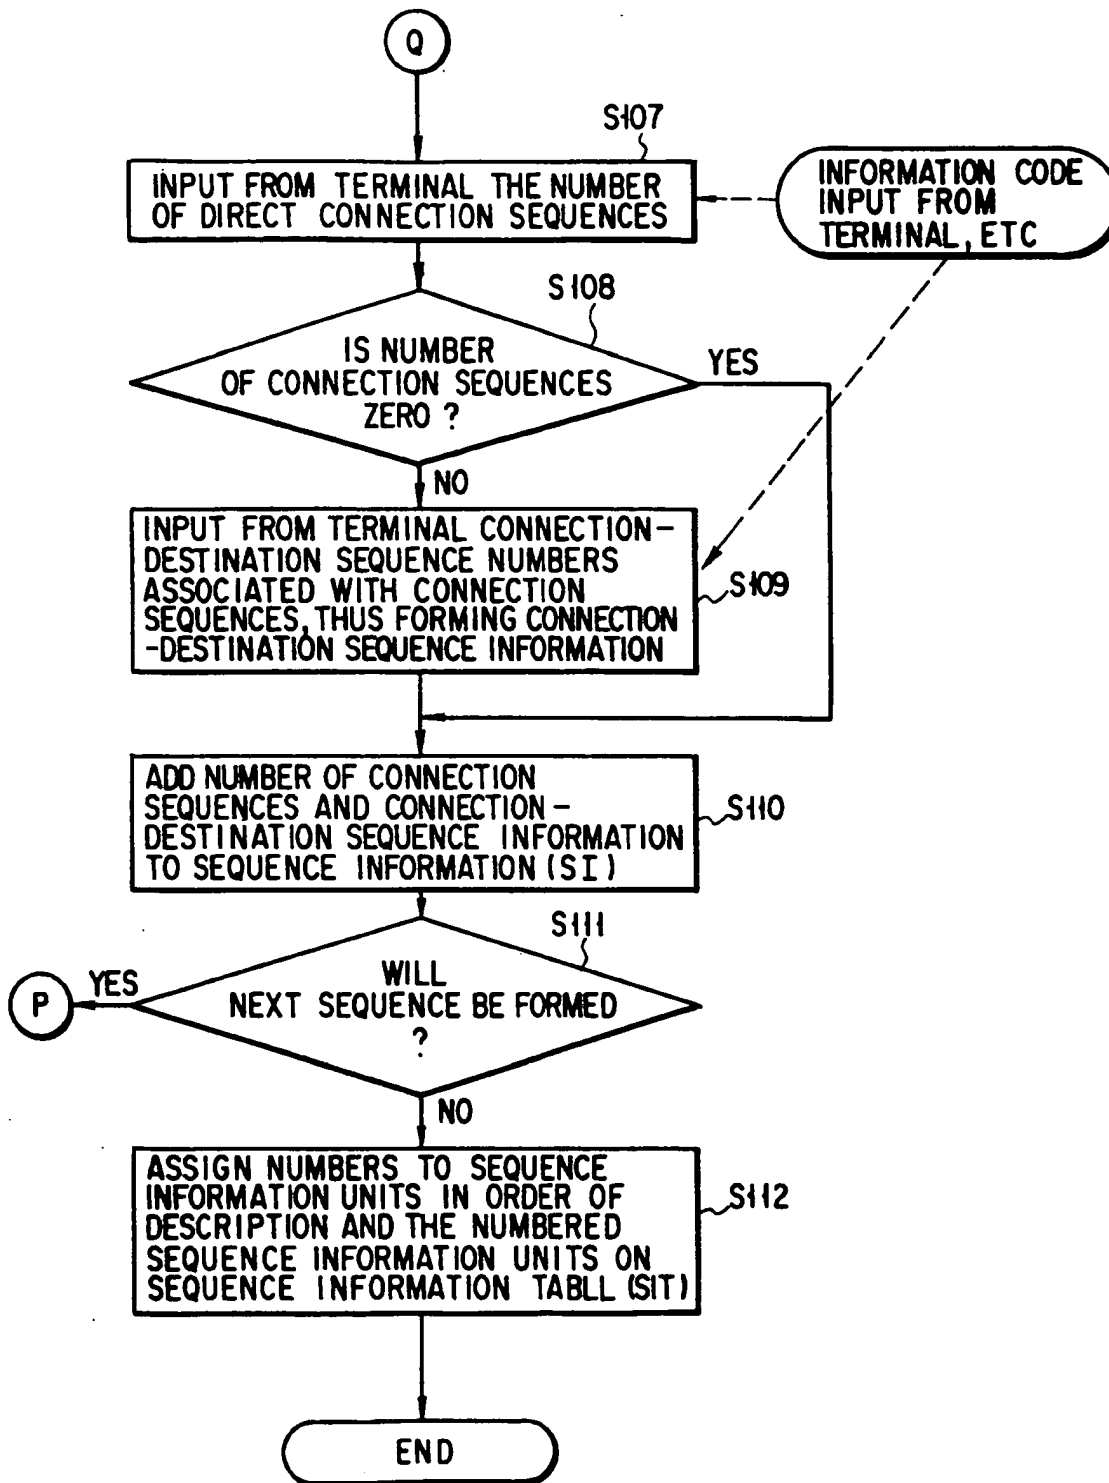 Q
S107
INPUT FROM TERMINAL THE NUMBER
OF DIRECT CONNECTION SEQUENCES
INFORMATION CODE
INPUT FROM
TERMINAL, ETC
S108
IS NUMBER
OF CONNECTION SEQUENCES
ZERO ?
YES
NO
INPUT FROM TERMINAL CONNECTION-
DESTINATION SEQUENCE NUMBERS
ASSOCIATED WITH CONNECTION
SEQUENCES, THUS FORMING CONNECTION
-DESTINATION SEQUENCE INFORMATION
S109
ADD NUMBER OF CONNECTION
SEQUENCES AND CONNECTION-
DESTINATION SEQUENCE INFORMATION
TO SEQUENCE INFORMATION (SI)
S110
S111
WILL
NEXT SEQUENCE BE FORMED
?
YES
P
NO
ASSIGN NUMBERS TO SEQUENCE
INFORMATION UNITS IN ORDER OF
DESCRIPTION AND THE NUMBERED
SEQUENCE INFORMATION UNITS ON
SEQUENCE INFORMATION TABLL (SIT)
S112
END